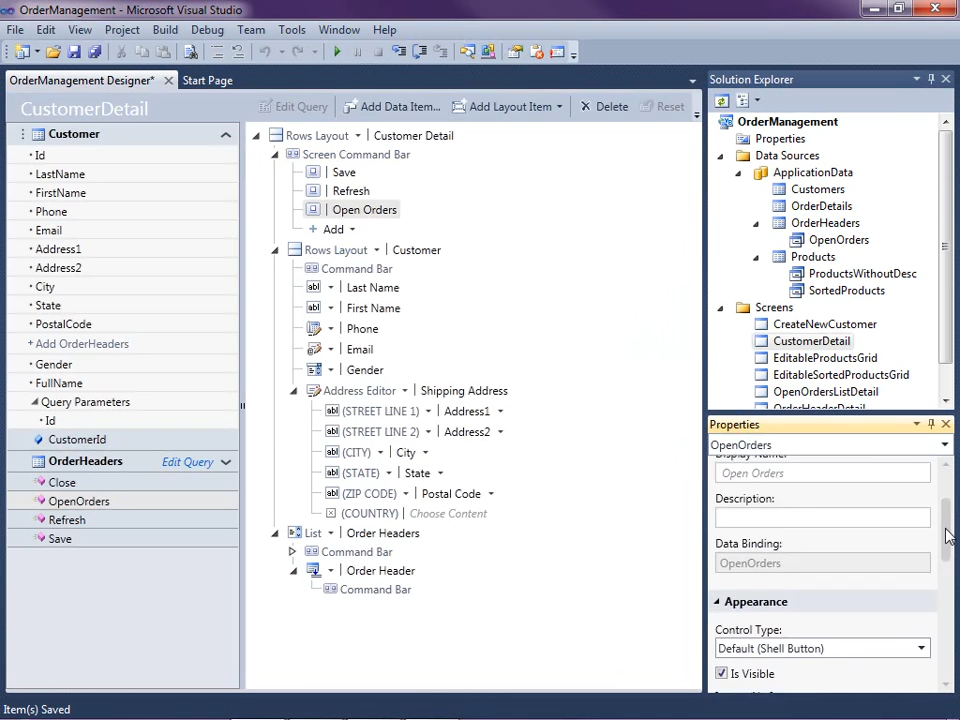 OrderManagement - Microsoft Visual Studio
File Edit View Project Build Debug Team Tools Window Help
OrderManagement Designer* Start Page
CustomerDetail
Edit Query Add Data Item... Add Layout Item Delete Reset
Customer
Id
LastName
FirstName
Phone
Email
Address1
Address2
City
State
PostalCode
+ Add OrderHeaders
Gender
FullName
Query Parameters
Id
CustomerId
OrderHeaders Edit Query
Close
OpenOrders
Refresh
Save
Rows Layout | Customer Detail
Screen Command Bar
| Save
| Refresh
| Open Orders
+ Add
Rows Layout | Customer
Command Bar
| Last Name
| First Name
| Phone
| Email
| Gender
Address Editor | Shipping Address
(STREET LINE 1) | Address1
(STREET LINE 2) | Address2
(CITY) | City
(STATE) | State
(ZIP CODE) | Postal Code
(COUNTRY) | Choose Content
List | Order Headers
Command Bar
| Order Header
Command Bar
Solution Explorer
OrderManagement
Properties
Data Sources
ApplicationData
Customers
OrderDetails
OrderHeaders
OpenOrders
Products
ProductsWithoutDesc
SortedProducts
Screens
CreateNewCustomer
CustomerDetail
EditableProductsGrid
EditableSortedProductsGrid
OpenOrdersListDetail
OrderHeaderDetail
Properties
OpenOrders
Display Name:
Open Orders
Description:
Data Binding:
OpenOrders
Appearance
Control Type:
Default (Shell Button)
Is Visible
Item(s) Saved